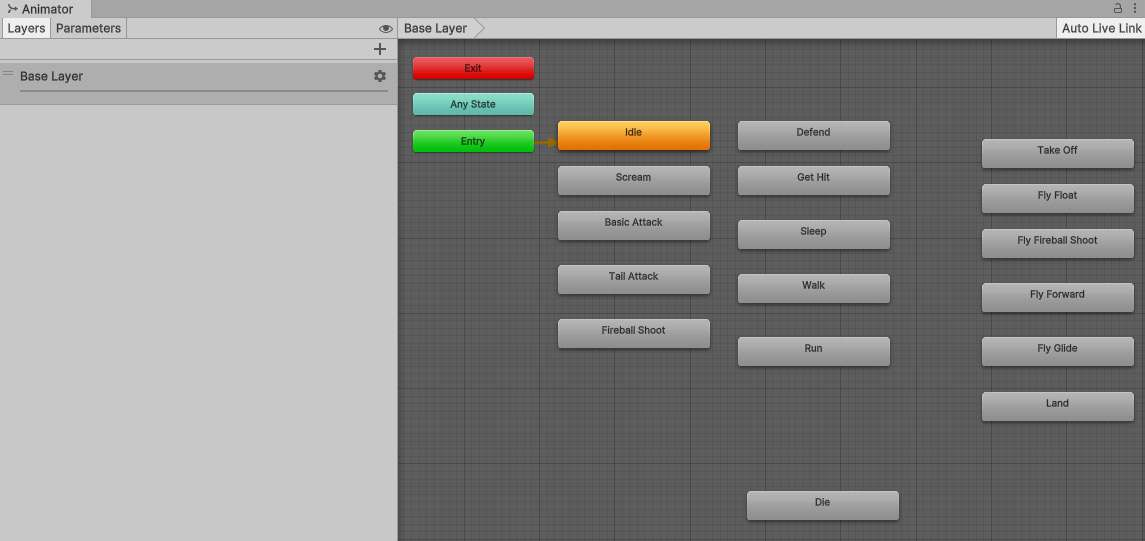 Animator
Layers Parameters
Base Layer
Auto Live Link
Base Layer
Exit
Any State
Entry
Idle
Scream
Basic Attack
Tail Attack
Fireball Shoot
Defend
Get Hit
Sleep
Walk
Run
Die
Take Off
Fly Float
Fly Fireball Shoot
Fly Forward
Fly Glide
Land